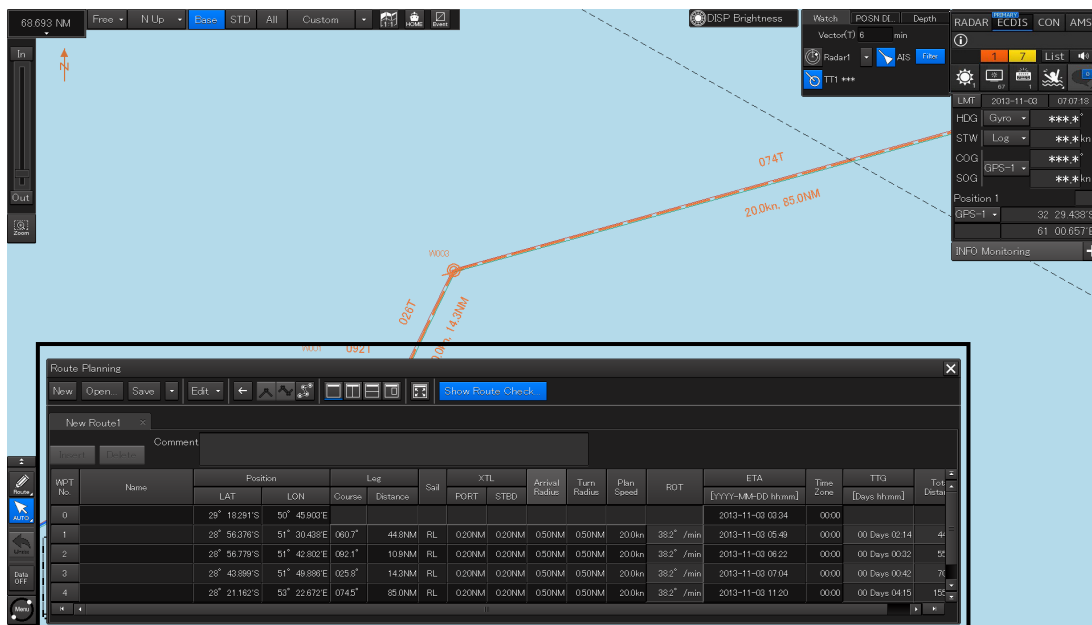 68.693 NM
Free
N Up
Base
STD
All
Custom
L1:1
HOME
Event
DISP Brightness
Watch
POSN DI...
Depth
Vector(T) 6 min
Radar1
AIS
Filter
TT1 ***
PRIMARY
RADAR ECDIS CON AMS
1 7 List
67 1
LMT 2013-11-03 07:07:18
HDG Gyro ***.*°
STW Log **.*kn
COG ***.*°
GPS-1
SOG **.*kn
Position 1
GPS-1 32 29.438'S
61 00.657'E
INFO Monitoring +
In
Out
Zoom
N
074T
20.0kn, 85.0NM
W003
026T
0.0kn, 14.3NM
W001
092T
Route
AUTO
Undo
Data
OFF
Menu
Route Planning
New
Open...
Save
Edit
Show Route Check...
New Route1
Comment
Insert
Delete
WPT No. Name Position Leg Sail XTL Arrival Radius Turn Radius Plan Speed ROT ETA Time Zone TTG Tot
LAT LON Course Distance PORT STBD [YYYY-MM-DD hh:mm] [Days hh:mm] Distan
0 29° 18.291'S 50° 45.903'E 2013-11-03 03:34 00:00
1 28° 56.376'S 51° 30.438'E 060.7° 44.8NM RL 0.20NM 0.20NM 0.50NM 0.50NM 20.0kn 38.2° /min 2013-11-03 05:49 00:00 00 Days 02:14 44
2 28° 56.779'S 51° 42.802'E 092.1° 10.9NM RL 0.20NM 0.20NM 0.50NM 0.50NM 20.0kn 38.2° /min 2013-11-03 06:22 00:00 00 Days 00:32 55
3 28° 43.899'S 51° 49.886'E 025.8° 14.3NM RL 0.20NM 0.20NM 0.50NM 0.50NM 20.0kn 38.2° /min 2013-11-03 07:04 00:00 00 Days 00:42 70
4 28° 21.162'S 53° 22.672'E 074.5° 85.0NM RL 0.20NM 0.20NM 0.50NM 0.50NM 20.0kn 38.2° /min 2013-11-03 11:20 00:00 00 Days 04:15 155